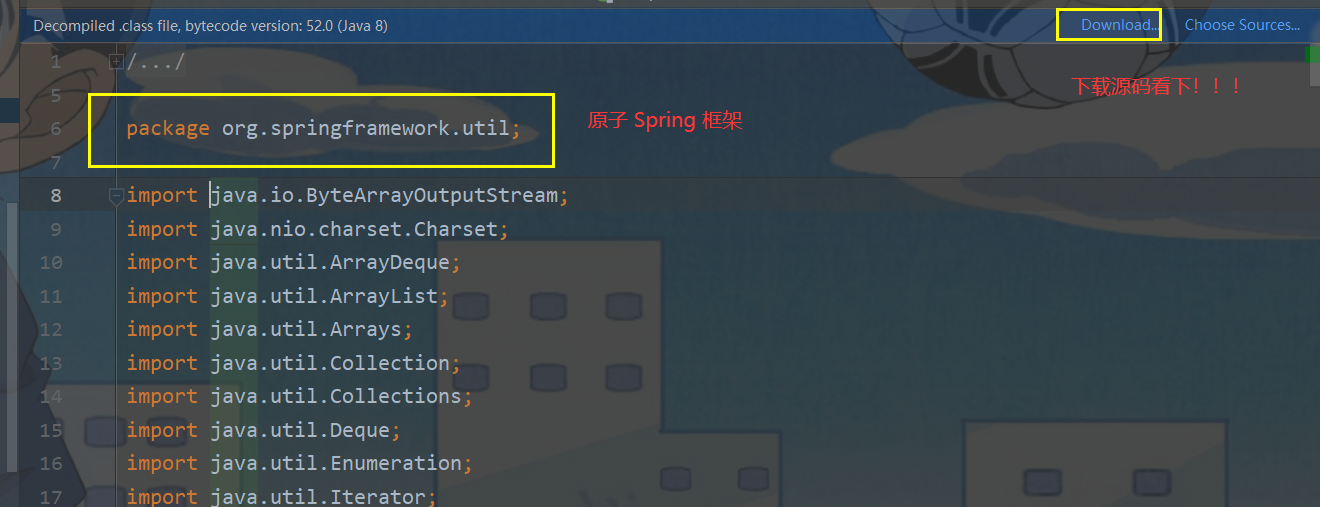 Decompiled .class file, bytecode version: 52.0 (Java 8) Download... Choose Sources...
1 /.../
下载源码看下！！！
5
6 package org.springframework.util; 原子 Spring 框架
7
8 import java.io.ByteArrayOutputStream;
9 import java.nio.charset.Charset;
10 import java.util.ArrayDeque;
11 import java.util.ArrayList;
12 import java.util.Arrays;
13 import java.util.Collection;
14 import java.util.Collections;
15 import java.util.Deque;
16 import java.util.Enumeration;
17 import java.util.Iterator;